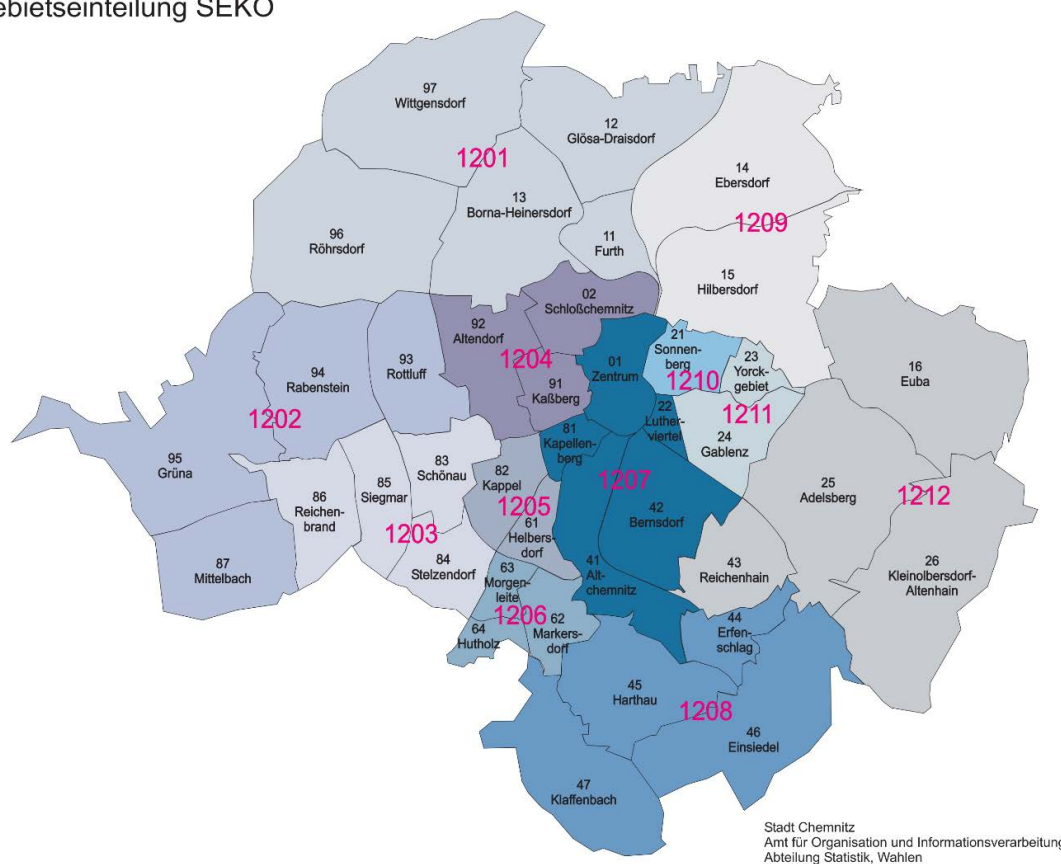 ebietseinteilung SEKO
97
Wittgensdorf
12
Glösa-Draisdorf
1201
14
Ebersdorf
13
Borna-Heinersdorf
1209
96
Röhrsdorf
11
Furth
15
Hilbersdorf
02
Schloßchemnitz
92
Altendorf
1204
21
Sonnen-
berg
1210
23
Yorck-
gebiet
93
Rottluff
01
Zentrum
94
Rabenstein
16
Euba
91
Kaßberg
1202
22
Luther-
viertel
1211
81
Kapellen-
berg
24
Gablenz
95
Grüna
83
Schönau
82
Kappel
1207
85
Siegmar
25
Adelsberg
86
Reichen-
brand
1205
1212
42
Bernsdorf
1203
61
Helbers-
dorf
87
Mittelbach
84
Stelzendorf
63
Morgen-
leite
41
Alt-
chemnitz
43
Reichenhain
26
Kleinolbersdorf-
Altenhain
1206
64
Hutholz
62
Markers-
dorf
44
Erfen-
schlag
45
Harthau
1208
46
Einsiedel
47
Klaffenbach
Stadt Chemnitz
Amt für Organisation und Informationsverarbeitung
Abteilung Statistik, Wahlen